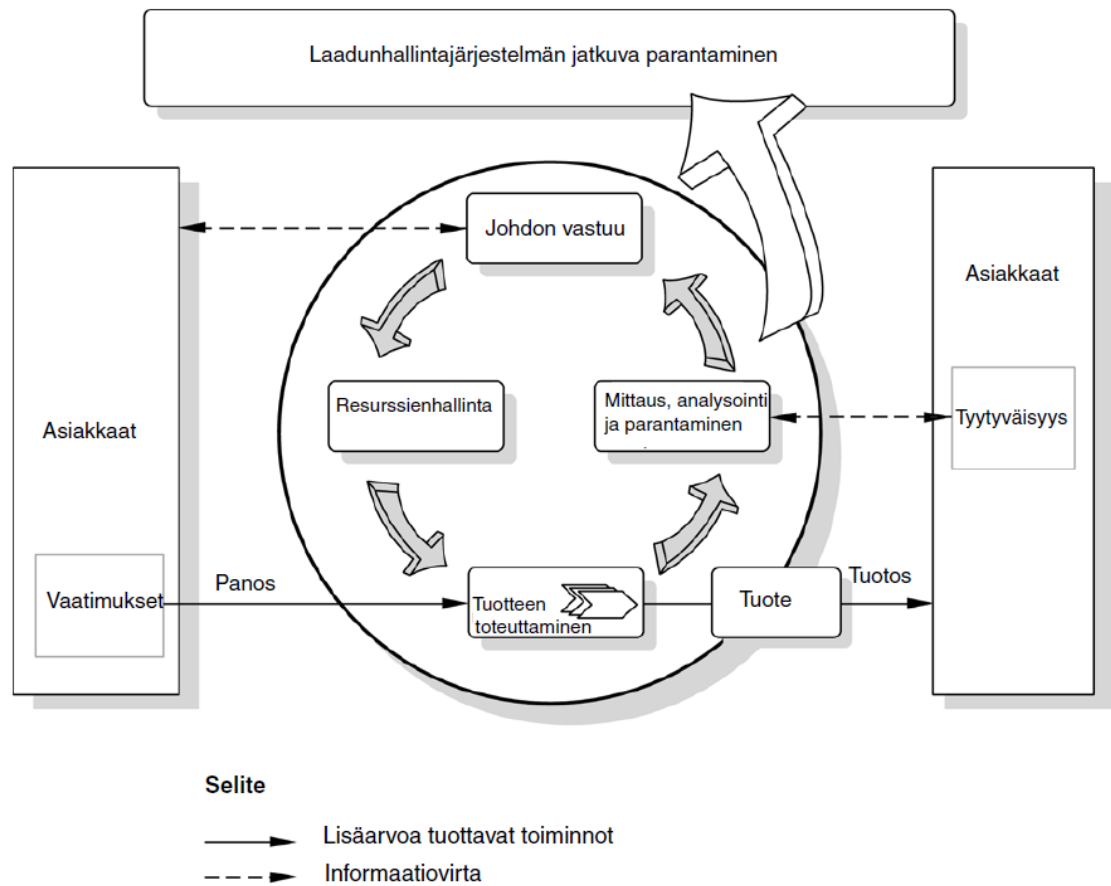 Laadunhallintajärjestelmän jatkuva parantaminen
Johdon vastuu
Asiakkaat
Resurssienhallinta
Mittaus, analysointi
ja parantaminen
Tyytyväisyys
Asiakkaat
Vaatimukset
Panos
Tuotteen
toteuttaminen
Tuote
Tuotos
Selite
Lisäarvoa tuottavat toiminnot
Informaatiovirta